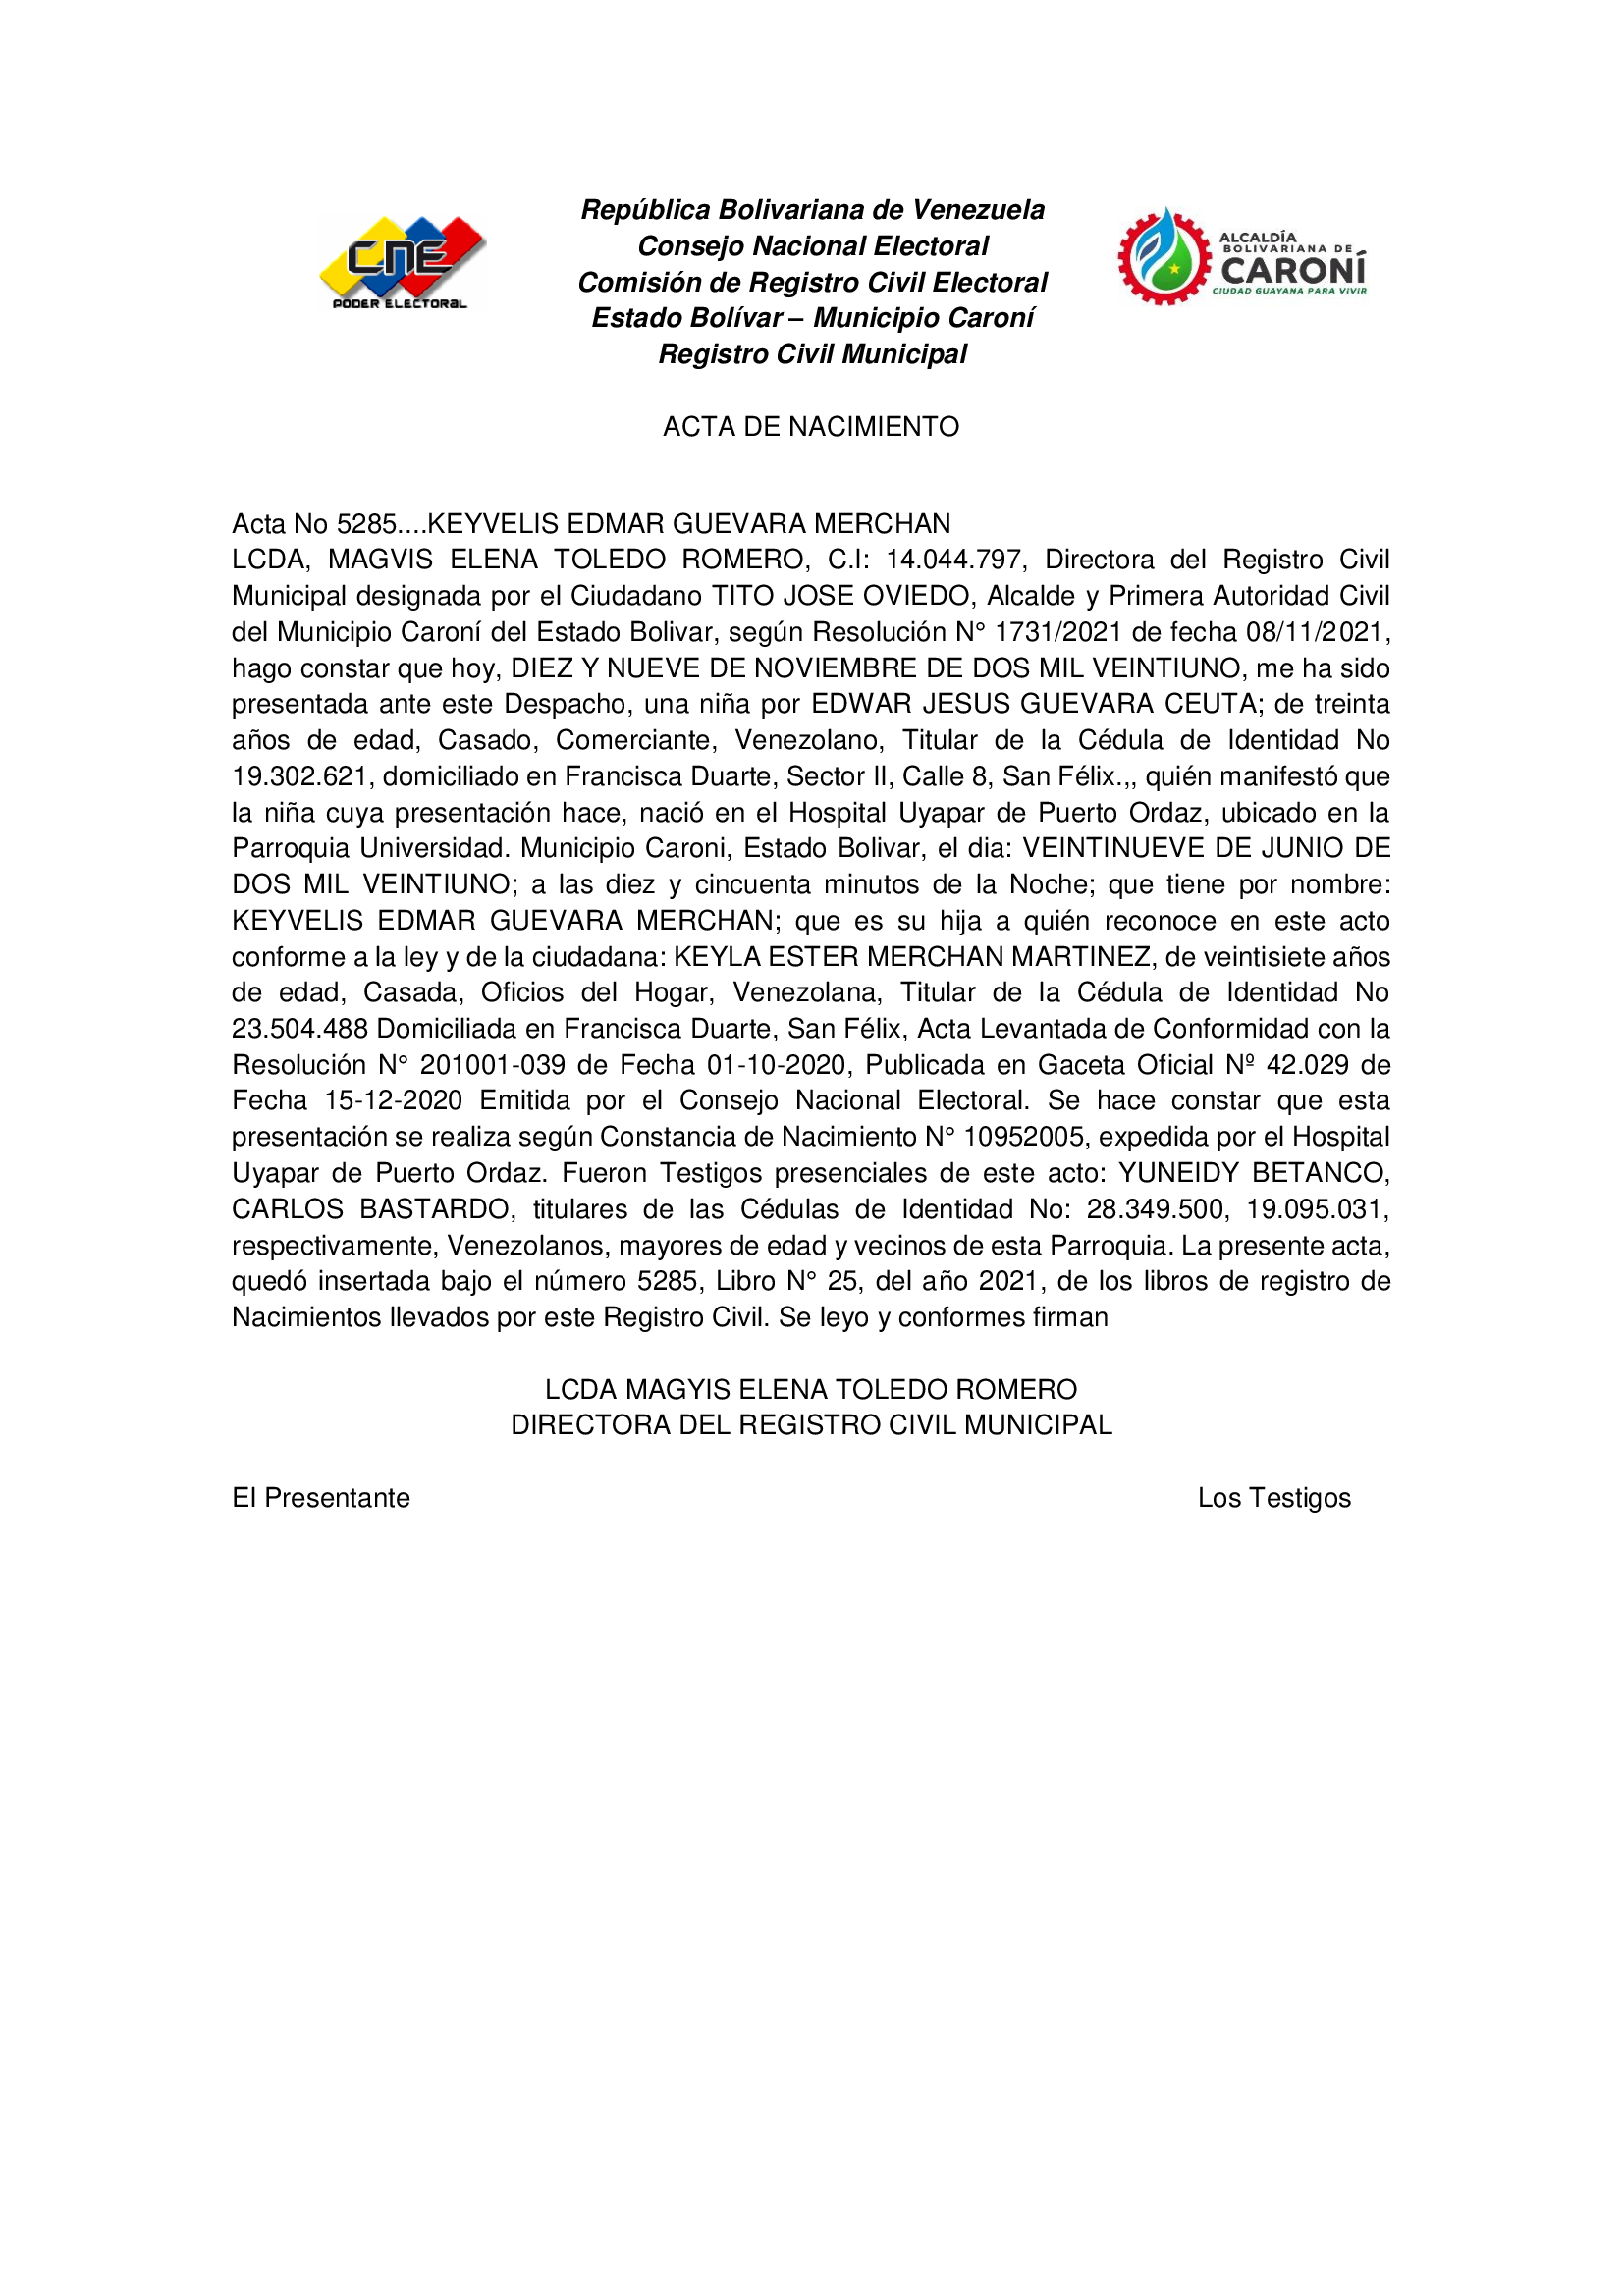 CNE
PODER ELECTORAL
República Bolivariana de Venezuela
Consejo Nacional Electoral
Comisión de Registro Civil Electoral
Estado Bolívar – Municipio Caroní
Registro Civil Municipal
ALCALDÍA
BOLIVARIANA DE
CARONÍ
CIUDAD GUAYANA PARA VIVIR
ACTA DE NACIMIENTO
Acta No 5285....KEYVELIS EDMAR GUEVARA MERCHAN
LCDA, MAGVIS ELENA TOLEDO ROMERO, C.I: 14.044.797, Directora del Registro Civil
Municipal designada por el Ciudadano TITO JOSE OVIEDO, Alcalde y Primera Autoridad Civil
del Municipio Caroní del Estado Bolivar, según Resolución N° 1731/2021 de fecha 08/11/2021,
hago constar que hoy, DIEZ Y NUEVE DE NOVIEMBRE DE DOS MIL VEINTIUNO, me ha sido
presentada ante este Despacho, una niña por EDWAR JESUS GUEVARA CEUTA; de treinta
años de edad, Casado, Comerciante, Venezolano, Titular de la Cédula de Identidad No
19.302.621, domiciliado en Francisca Duarte, Sector II, Calle 8, San Félix.,, quién manifestó que
la niña cuya presentación hace, nació en el Hospital Uyapar de Puerto Ordaz, ubicado en la
Parroquia Universidad. Municipio Caroni, Estado Bolivar, el dia: VEINTINUEVE DE JUNIO DE
DOS MIL VEINTIUNO; a las diez y cincuenta minutos de la Noche; que tiene por nombre:
KEYVELIS EDMAR GUEVARA MERCHAN; que es su hija a quién reconoce en este acto
conforme a la ley y de la ciudadana: KEYLA ESTER MERCHAN MARTINEZ, de veintisiete años
de edad, Casada, Oficios del Hogar, Venezolana, Titular de la Cédula de Identidad No
23.504.488 Domiciliada en Francisca Duarte, San Félix, Acta Levantada de Conformidad con la
Resolución N° 201001-039 de Fecha 01-10-2020, Publicada en Gaceta Oficial Nº 42.029 de
Fecha 15-12-2020 Emitida por el Consejo Nacional Electoral. Se hace constar que esta
presentación se realiza según Constancia de Nacimiento N° 10952005, expedida por el Hospital
Uyapar de Puerto Ordaz. Fueron Testigos presenciales de este acto: YUNEIDY BETANCO,
CARLOS BASTARDO, titulares de las Cédulas de Identidad No: 28.349.500, 19.095.031,
respectivamente, Venezolanos, mayores de edad y vecinos de esta Parroquia. La presente acta,
quedó insertada bajo el número 5285, Libro N° 25, del año 2021, de los libros de registro de
Nacimientos llevados por este Registro Civil. Se leyo y conformes firman
LCDA MAGYIS ELENA TOLEDO ROMERO
DIRECTORA DEL REGISTRO CIVIL MUNICIPAL
El Presentante Los Testigos